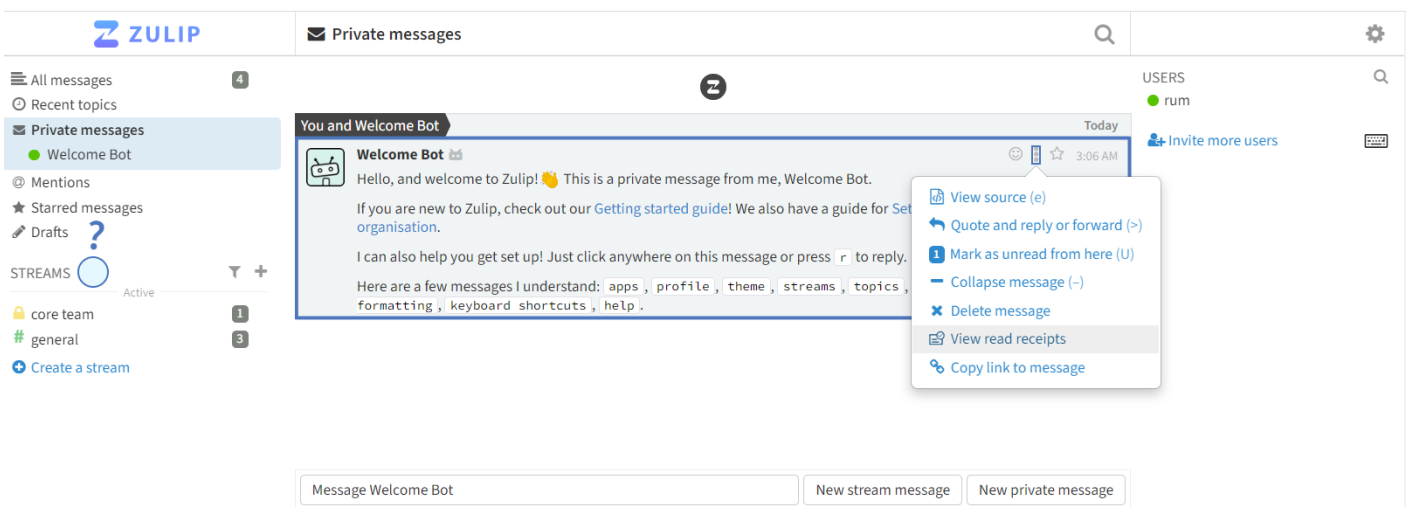 ZULIP
Private messages
All messages 4
Recent topics
Private messages
Welcome Bot
@ Mentions
Starred messages
Drafts
?
STREAMS
Active
core team 1
# general 3
Create a stream
You and Welcome Bot Today
Welcome Bot 3:06 AM
Hello, and welcome to Zulip! This is a private message from me, Welcome Bot.
If you are new to Zulip, check out our Getting started guide! We also have a guide for Set
organisation.
I can also help you get set up! Just click anywhere on this message or press r to reply.
Here are a few messages I understand: apps, profile, theme, streams, topics,
formatting, keyboard shortcuts, help.
View source (e)
Quote and reply or forward (>)
1 Mark as unread from here (U)
Collapse message (–)
Delete message
View read receipts
Copy link to message
Message Welcome Bot
New stream message
New private message
USERS
rum
Invite more users